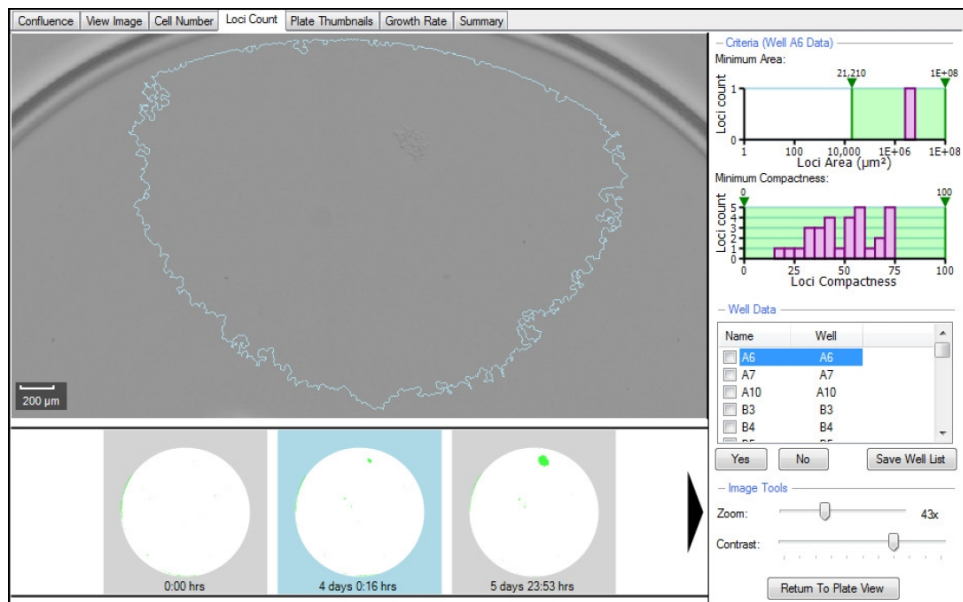 Confluence View Image Cell Number Loci Count Plate Thumbnails Growth Rate Summary
200 µm
0:00 hrs
4 days 0:16 hrs
5 days 23:53 hrs
Criteria (Well A6 Data)
Minimum Area:
21,210 1E+08
Loci count
1
0
1 100 10,000 1E+06 1E+08
Loci Area (µm²)
Minimum Compactness:
0 100
Loci count
5
4
3
2
1
0
0 25 50 75 100
Loci Compactness
Well Data
Name Well
A6 A6
A7 A7
A10 A10
B3 B3
B4 B4
Yes No Save Well List
Image Tools
Zoom: 43x
Contrast:
Return To Plate View